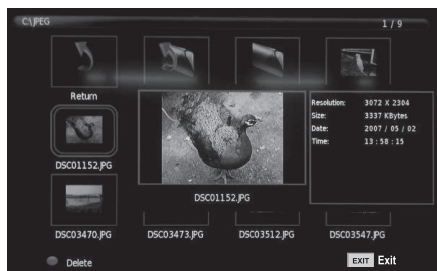 C:\JPEG
1 / 9
Return
Resolution: 3072 X 2304
Size: 3337 KBytes
Date: 2007 / 05 / 02
Time: 13 : 58 : 15
DSC01152.JPG
DSC01152.JPG
DSC03470.JPG
DSC03473.JPG
DSC03512.JPG
DSC03547.JPG
Delete
EXIT Exit